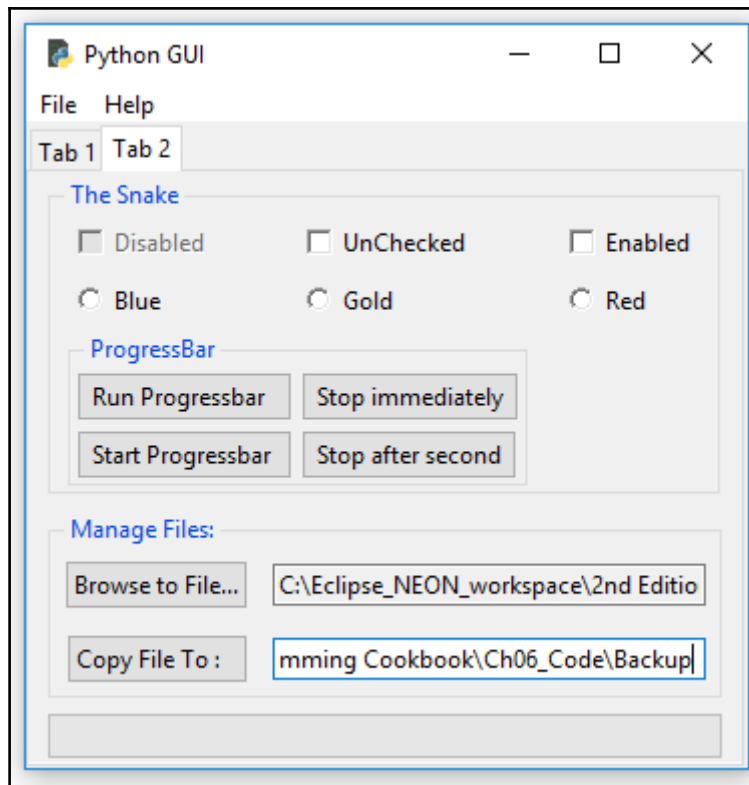 Python GUI
File Help
Tab 1 Tab 2
The Snake
Disabled UnChecked Enabled
Blue Gold Red
ProgressBar
Run Progressbar Stop immediately
Start Progressbar Stop after second
Manage Files:
Browse to File... C:\Eclipse_NEON_workspace\2nd Editio
Copy File To : mming Cookbook\Ch06_Code\Backup